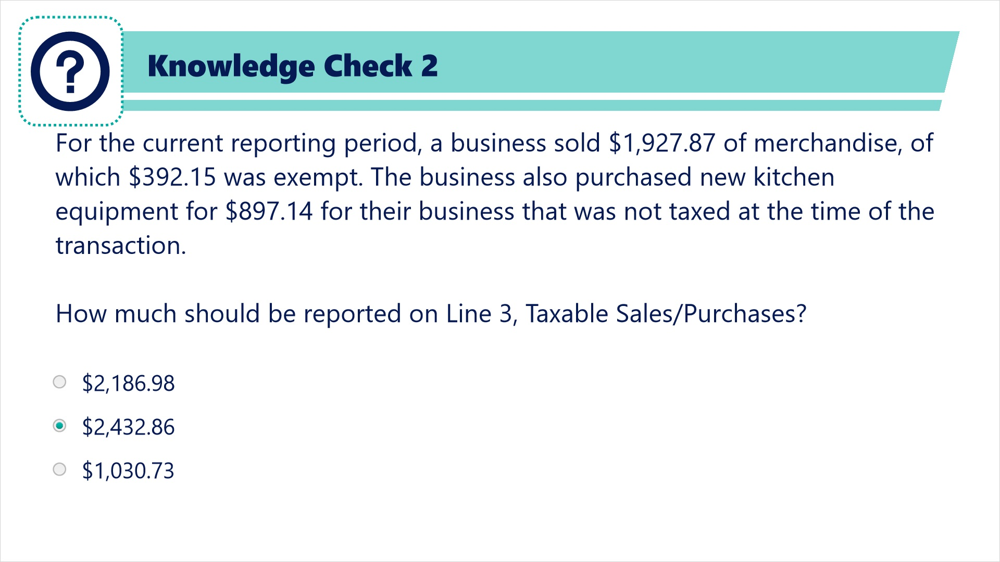 ?
Knowledge Check 2
For the current reporting period, a business sold $1,927.87 of merchandise, of
which $392.15 was exempt. The business also purchased new kitchen
equipment for $897.14 for their business that was not taxed at the time of the
transaction.
How much should be reported on Line 3, Taxable Sales/Purchases?
$2,186.98
$2,432.86
$1,030.73